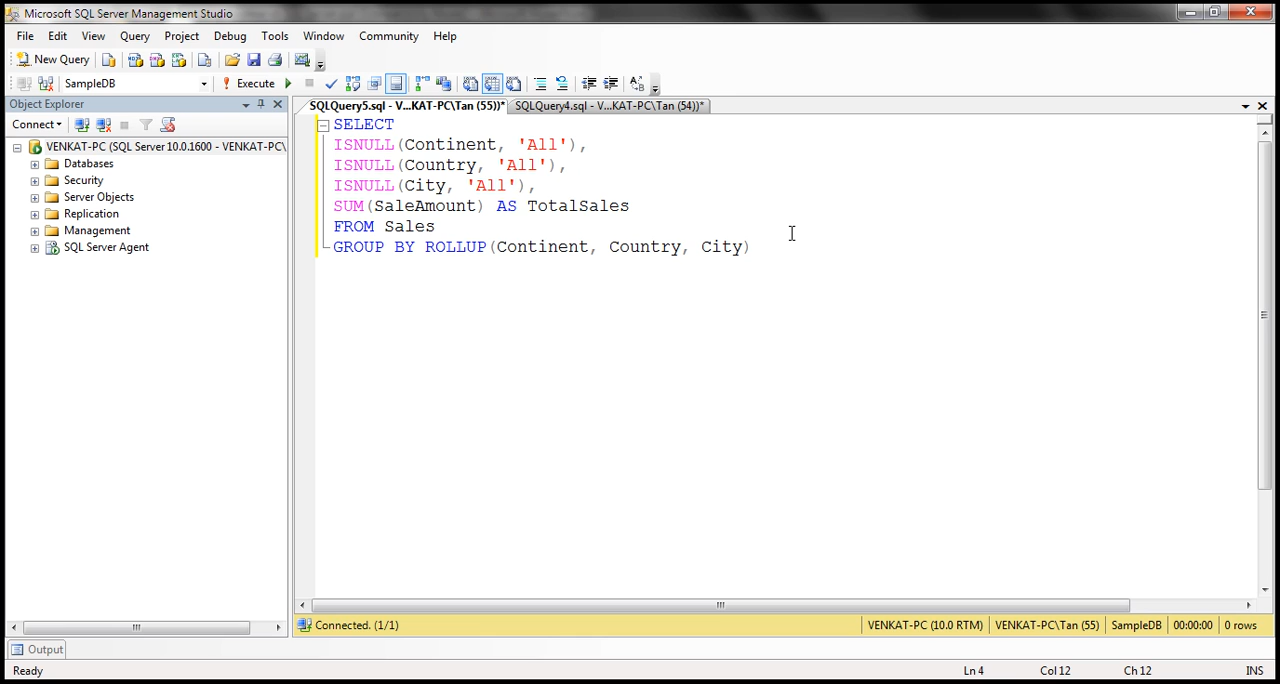 Microsoft SQL Server Management Studio
File Edit View Query Project Debug Tools Window Community Help
New Query
SampleDB Execute
Object Explorer
SQLQuery5.sql - V...KAT-PC\Tan (55))* SQLQuery4.sql - V...KAT-PC\Tan (54))*
Connect
VENKAT-PC (SQL Server 10.0.1600 - VENKAT-PC\
Databases
Security
Server Objects
Replication
Management
SQL Server Agent
SELECT
ISNULL(Continent, 'All'),
ISNULL(Country, 'All'),
ISNULL(City, 'All'),
SUM(SaleAmount) AS TotalSales
FROM Sales
GROUP BY ROLLUP(Continent, Country, City)
Connected. (1/1) VENKAT-PC (10.0 RTM) VENKAT-PC\Tan (55) SampleDB 00:00:00 0 rows
Output
Ready Ln 4 Col 12 Ch 12 INS